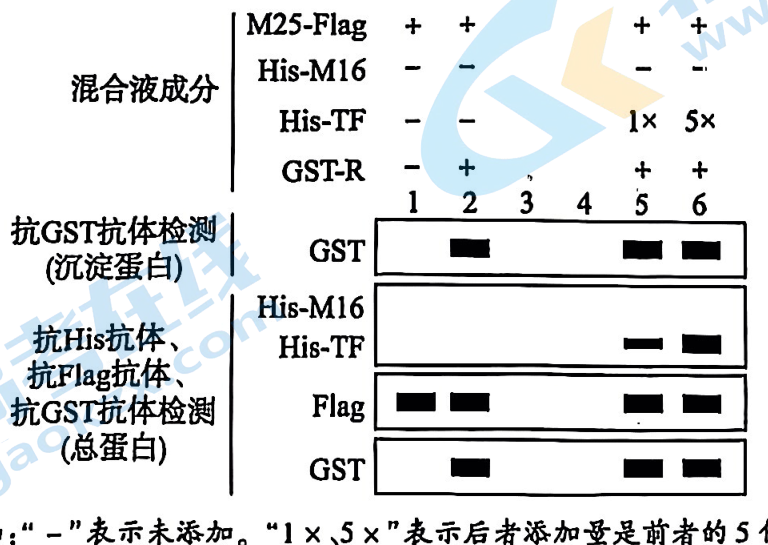 M25-Flag + + + +
混合液成分
His-M16 - - - -
His-TF - - 1× 5×
GST-R - + + +
1 2 3 4 5 6
抗GST抗体检测
(沉淀蛋白)
GST
His-M16
His-TF
抗His抗体、
抗Flag抗体、
抗GST抗体检测
(总蛋白)
Flag
GST
:“-”表示未添加。“1×、5×”表示后者添加量是前者的5